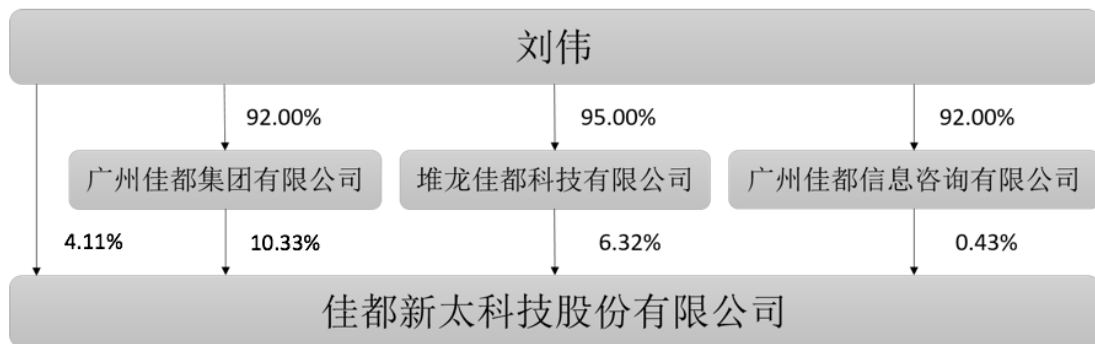 刘伟
92.00%
95.00%
92.00%
广州佳都集团有限公司
堆龙佳都科技有限公司
广州佳都信息咨询有限公司
4.11%
10.33%
6.32%
0.43%
佳都新太科技股份有限公司